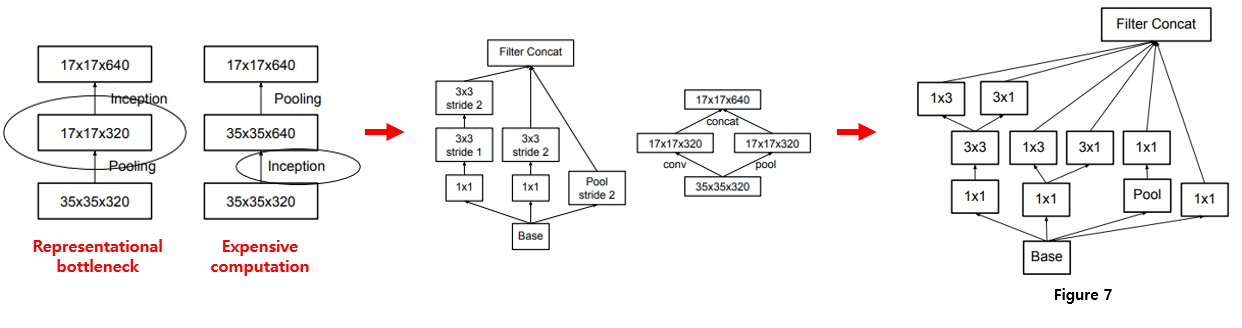 17x17x640
Inception
17x17x320
Pooling
35x35x320
Representational
bottleneck
17x17x640
Pooling
35x35x640
Inception
35x35x320
Expensive
computation
Filter Concat
3x3
stride 2
3x3
stride 1
3x3
stride 2
1x1
1x1
Pool
stride 2
Base
17x17x640
concat
17x17x320
17x17x320
conv
pool
35x35x320
Filter Concat
1x3
3x1
3x3
1x3
3x1
1x1
1x1
1x1
Pool
1x1
Base
Figure 7